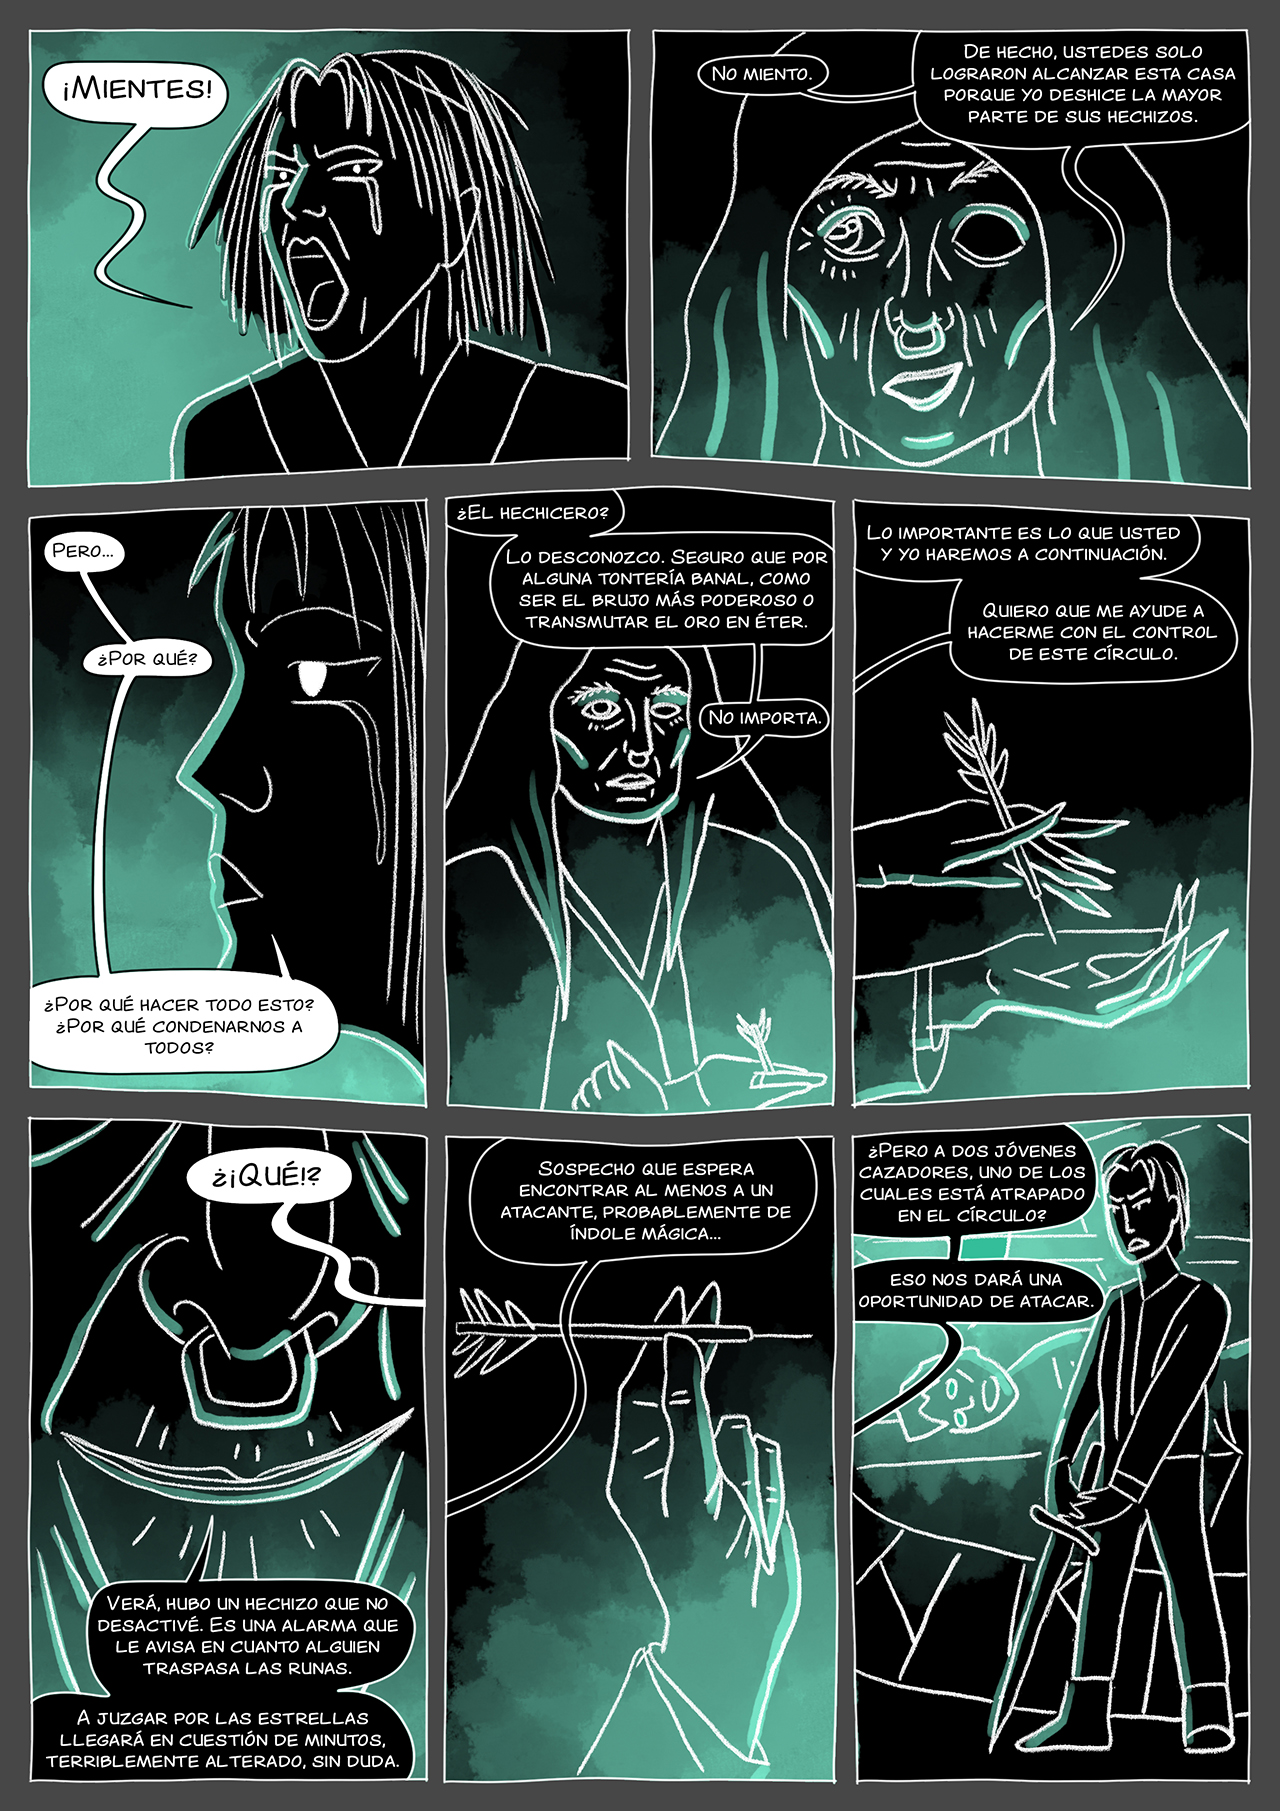 ¡MIENTES!
NO MIENTO.
DE HECHO, USTEDES SOLO
LOGRARON ALCANZAR ESTA CASA
PORQUE YO DESHICE LA MAYOR
PARTE DE SUS HECHIZOS.
PERO...
¿POR QUÉ?
¿POR QUÉ HACER TODO ESTO?
¿POR QUÉ CONDENARNOS A
TODOS?
¿EL HECHICERO?
LO DESCONOZCO. SEGURO QUE POR
ALGUNA TONTERÍA BANAL, COMO
SER EL BRUJO MÁS PODEROSO O
TRANSMUTAR EL ORO EN ÉTER.
NO IMPORTA.
LO IMPORTANTE ES LO QUE USTED
Y YO HAREMOS A CONTINUACIÓN.
QUIERO QUE ME AYUDE A
HACERME CON EL CONTROL
DE ESTE CÍRCULO.
¿¡QUÉ!?
VERÁ, HUBO UN HECHIZO QUE NO
DESACTIVÉ. ES UNA ALARMA QUE
LE AVISA EN CUANTO ALGUIEN
TRASPASA LAS RUNAS.
A JUZGAR POR LAS ESTRELLAS
LLEGARÁ EN CUESTIÓN DE MINUTOS,
TERRIBLEMENTE ALTERADO, SIN DUDA.
SOSPECHO QUE ESPERA
ENCONTRAR AL MENOS A UN
ATACANTE, PROBABLEMENTE DE
ÍNDOLE MÁGICA...
¿PERO A DOS JÓVENES
CAZADORES, UNO DE LOS
CUALES ESTÁ ATRAPADO
EN EL CÍRCULO?
ESO NOS DARÁ UNA
OPORTUNIDAD DE ATACAR.